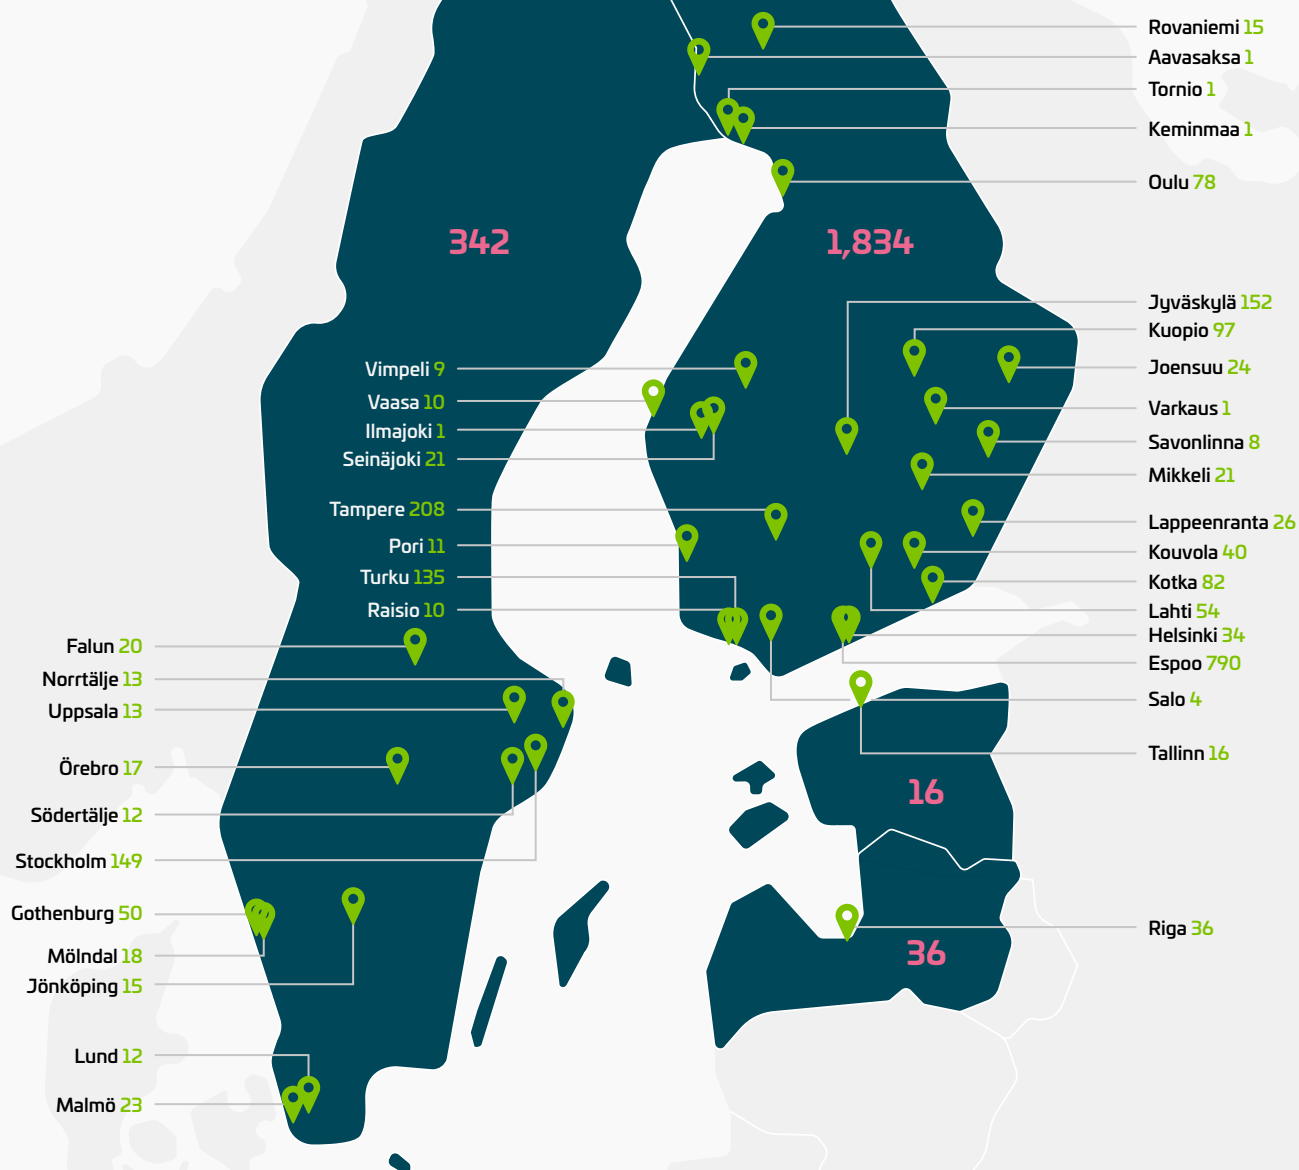 Rovaniemi 15
Aavasaksa 1
Tornio 1
Keminmaa 1
Oulu 78
342
1,834
Jyväskylä 152
Kuopio 97
Joensuu 24
Varkaus 1
Savonlinna 8
Mikkeli 21
Lappeenranta 26
Kouvola 40
Kotka 82
Lahti 54
Helsinki 34
Espoo 790
Salo 4
Tallinn 16
Vimpeli 9
Vaasa 10
Ilmajoki 1
Seinäjoki 21
Tampere 208
Pori 11
Turku 135
Raisio 10
Falun 20
Norrtälje 13
Uppsala 13
Örebro 17
Södertälje 12
Stockholm 149
Gothenburg 50
Mölndal 18
Jönköping 15
Lund 12
Malmö 23
16
36
Riga 36